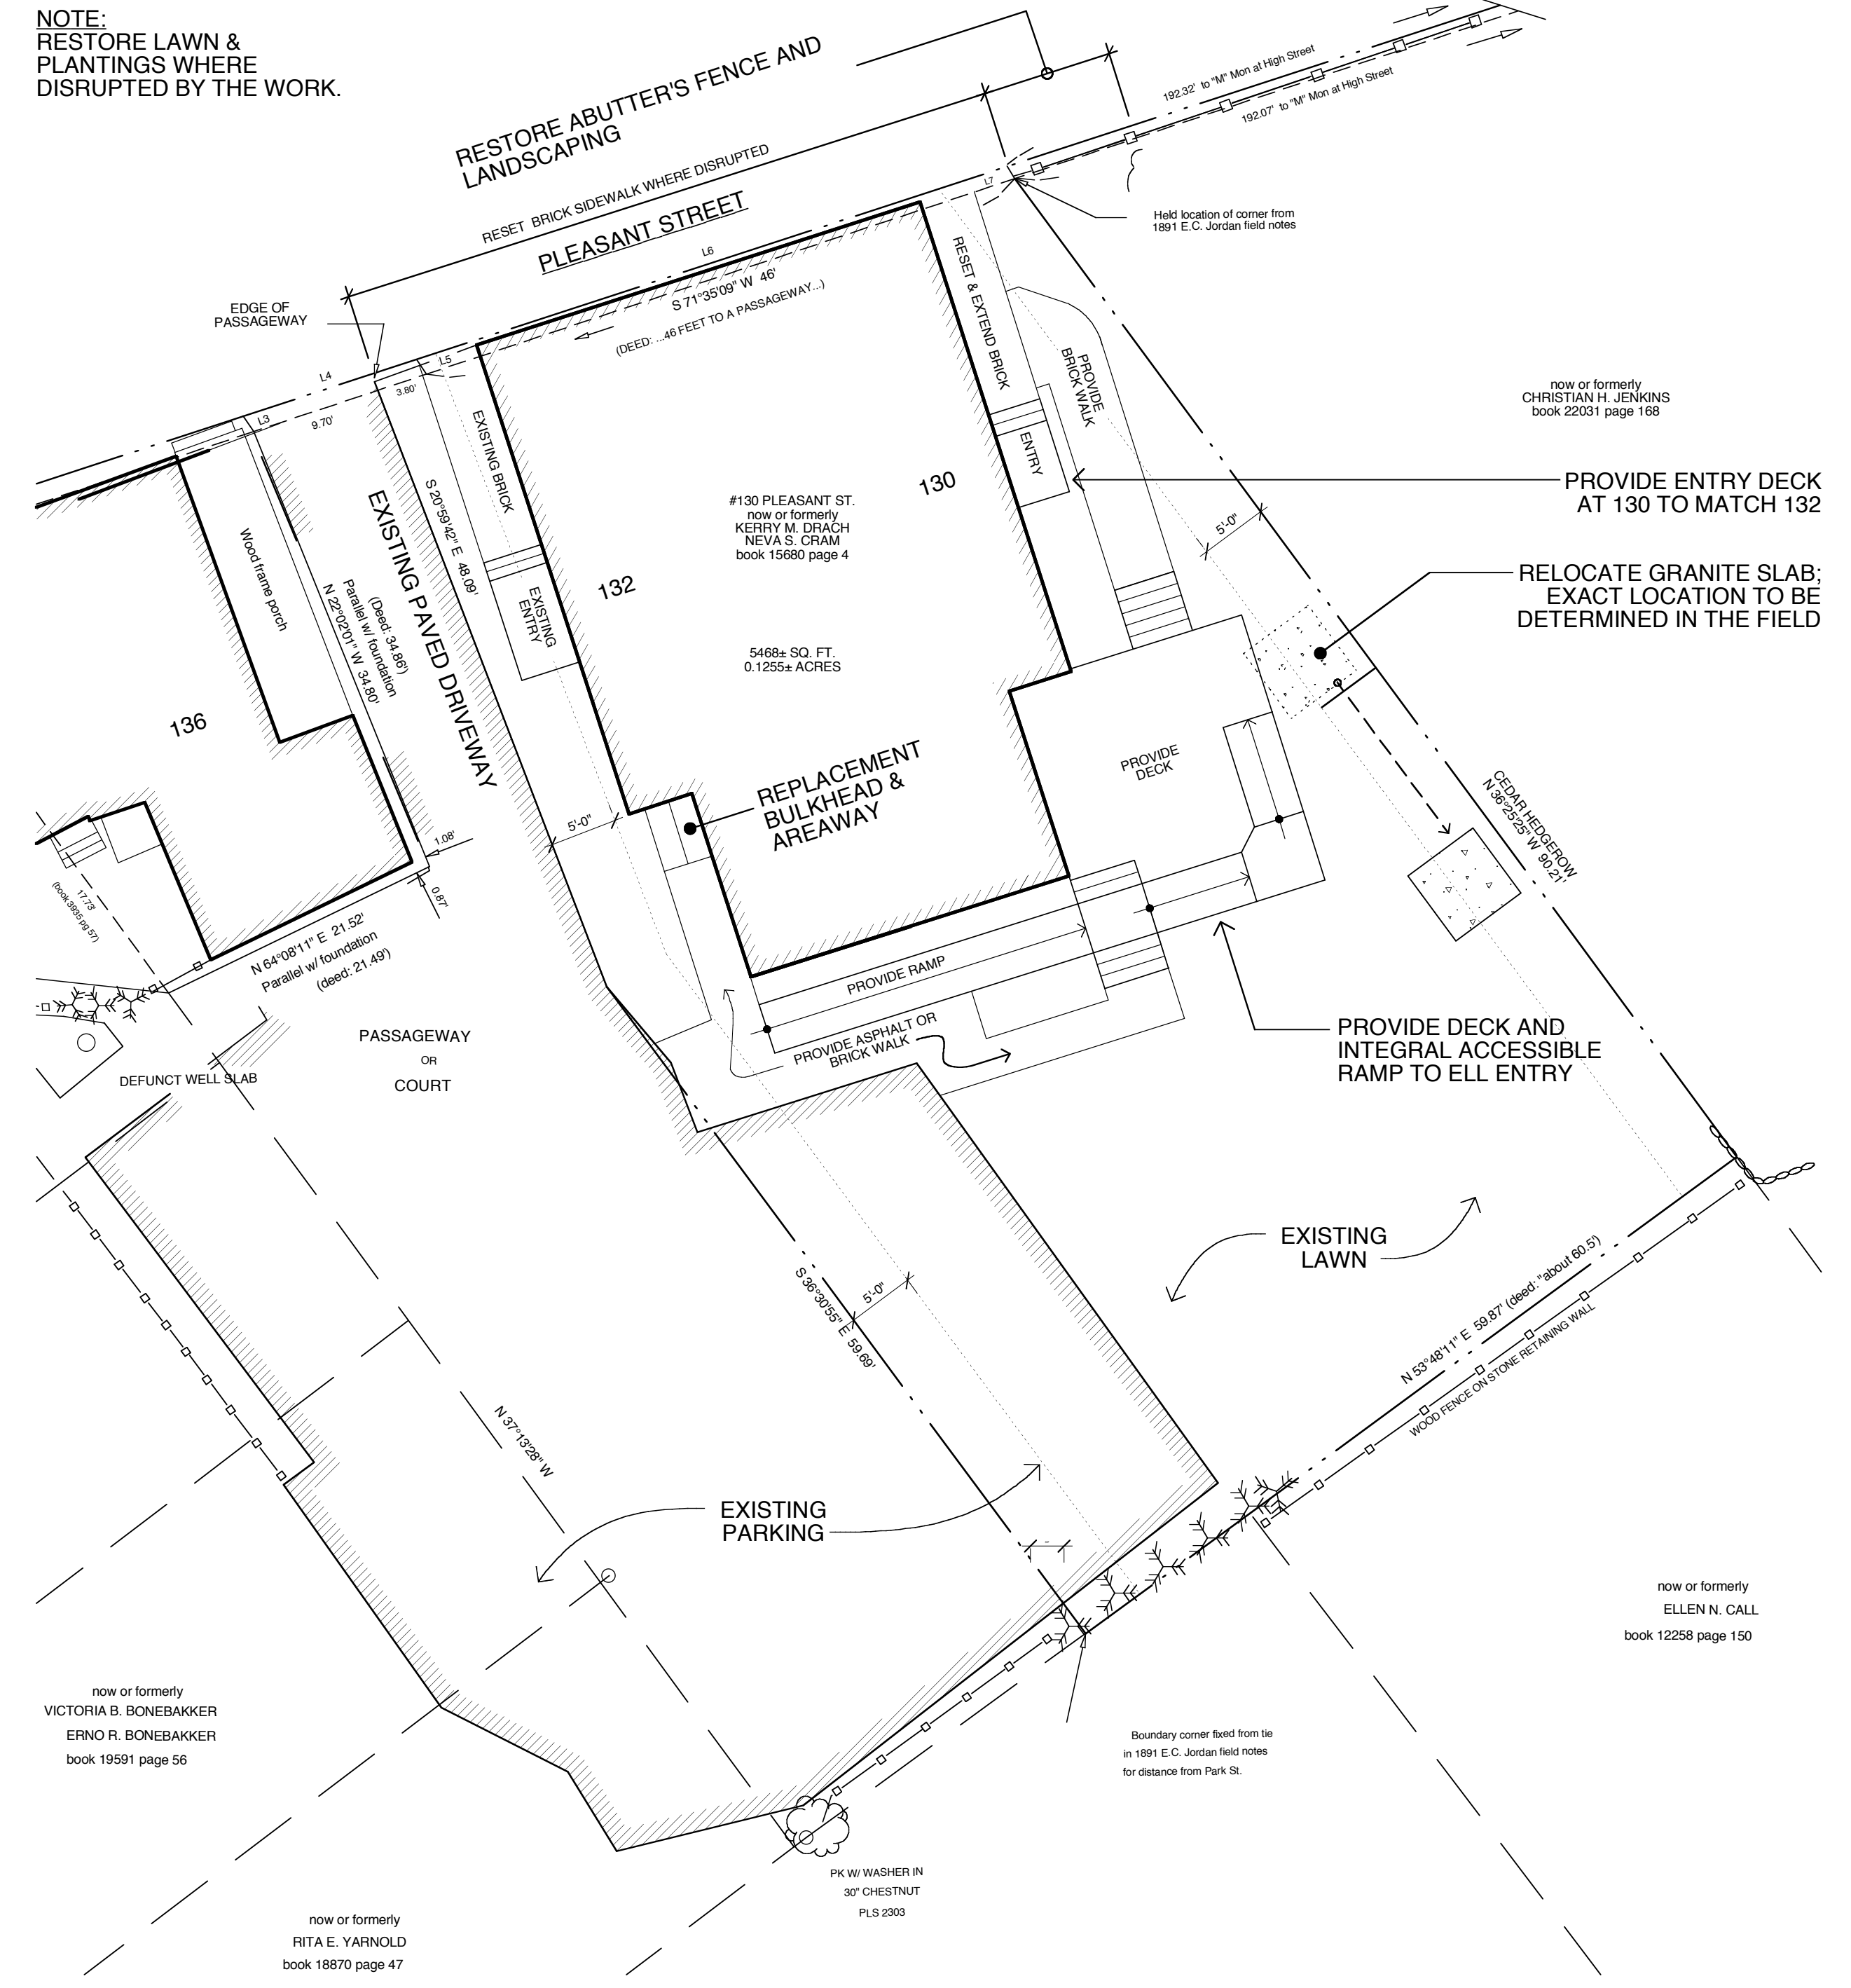 NOTE:
RESTORE LAWN &
PLANTINGS WHERE
DISRUPTED BY THE WORK.
RESTORE ABUTTER'S FENCE AND
LANDSCAPING
RESET BRICK SIDEWALK WHERE DISRUPTED
PLEASANT STREET
192.32' to "M" Mon at High Street
192.07' to "M" Mon at High Street
Held location of corner from
1891 E.C. Jordan field notes
L7
L6
S 71°35'09" W 46'
(DEED: ...46 FEET TO A PASSAGEWAY...)
EDGE OF
PASSAGEWAY
L5
3.80'
L4
L3
9.70'
RESET & EXTEND BRICK
PROVIDE
BRICK WALK
ENTRY
EXISTING BRICK
EXISTING
ENTRY
S 20°59'42" E 48.09'
EXISTING PAVED DRIVEWAY
(Deed: 34.86')
Parallel w/ foundation
N 22°02'01" W 34.80'
Wood frame porch
136
132
130
#130 PLEASANT ST.
now or formerly
KERRY M. DRACH
NEVA S. CRAM
book 15680 page 4
5468± SQ. FT.
0.1255± ACRES
now or formerly
CHRISTIAN H. JENKINS
book 22031 page 168
PROVIDE ENTRY DECK
AT 130 TO MATCH 132
5'-0"
RELOCATE GRANITE SLAB;
EXACT LOCATION TO BE
DETERMINED IN THE FIELD
PROVIDE
DECK
REPLACEMENT
BULKHEAD &
AREAWAY
5'-0"
CEDAR HEDGEROW
N 36°25'25" W 90.21'
1.08'
0.87'
17.73'
(book 3935 pg 57)
N 64°08'11" E 21.52'
Parallel w/ foundation
(deed: 21.49')
PROVIDE RAMP
PROVIDE ASPHALT OR
BRICK WALK
PROVIDE DECK AND
INTEGRAL ACCESSIBLE
RAMP TO ELL ENTRY
PASSAGEWAY
OR
COURT
DEFUNCT WELL SLAB
EXISTING
LAWN
S 36°30'55" E 59.69'
5'-0"
N 53°48'11" E 59.87' (deed: "about 60.5')
WOOD FENCE ON STONE RETAINING WALL
N 37°13'28" W
EXISTING
PARKING
now or formerly
ELLEN N. CALL
book 12258 page 150
now or formerly
VICTORIA B. BONEBAKKER
ERNO R. BONEBAKKER
book 19591 page 56
Boundary corner fixed from tie
in 1891 E.C. Jordan field notes
for distance from Park St.
PK W/ WASHER IN
30" CHESTNUT
PLS 2303
now or formerly
RITA E. YARNOLD
book 18870 page 47